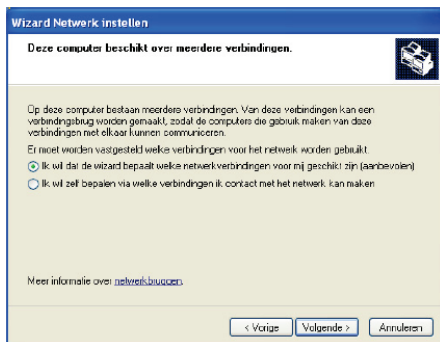 Wizard Netwerk instellen
Deze computer beschikt over meerdere verbindingen.
Op deze computer bestaan meerdere verbindingen. Van deze verbindingen kan een
verbindingsbrug worden gemaakt, zodat de computers die gebruik maken van deze
verbindingen met elkaar kunnen communiceren.
Er moet worden vastgesteld welke verbindingen voor het netwerk worden gebruikt.
Ik wil dat de wizard bepaalt welke netwerkverbindingen voor mij geschikt zijn (aanbevolen)
Ik wil zelf bepalen via welke verbindingen ik contact met het netwerk kan maken
Meer informatie over netwerkbruggen.
< Vorige Volgende > Annuleren